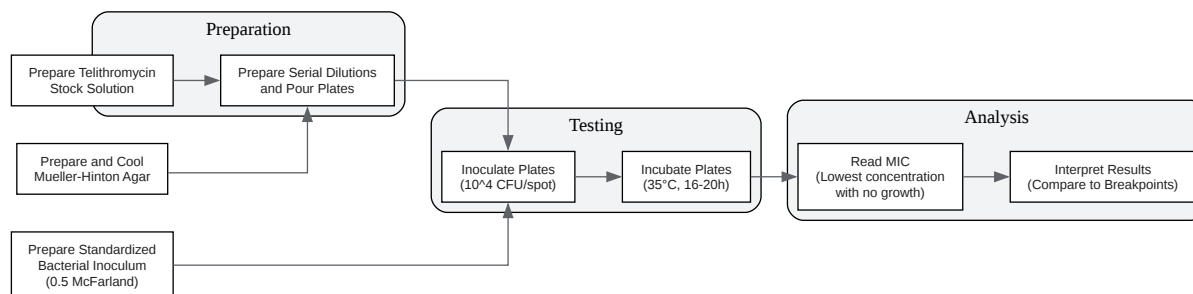 Preparation
Prepare Telithromycin
Stock Solution
Prepare Serial Dilutions
and Pour Plates
Prepare and Cool
Mueller-Hinton Agar
Prepare Standardized
Bacterial Inoculum
(0.5 McFarland)
Testing
Inoculate Plates
(10^4 CFU/spot)
Incubate Plates
(35°C, 16-20h)
Analysis
Read MIC
(Lowest concentration
with no growth)
Interpret Results
(Compare to Breakpoints)